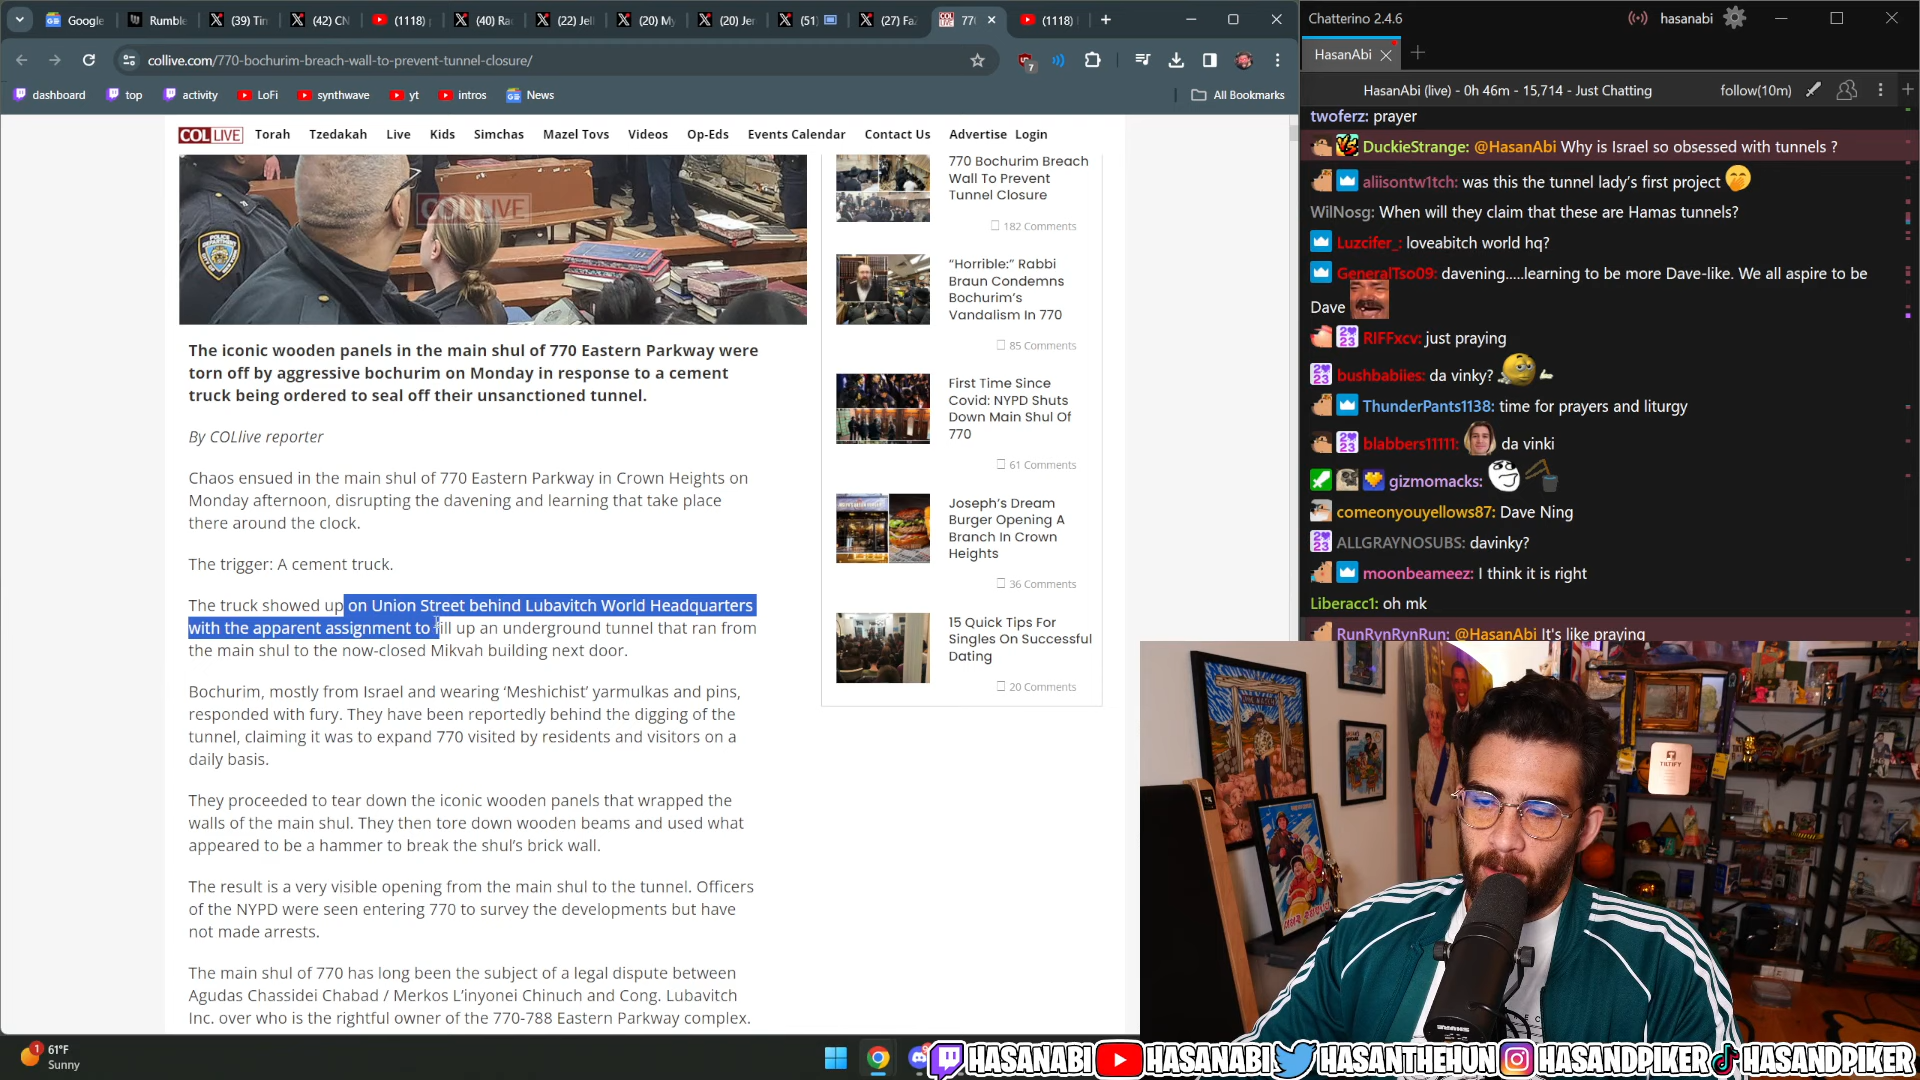 Google
Rumble
(39) Tin
(42) CN
(1118)
(40) Ra
(22) Jell
(20) My
(20) Jer
(51)
(27) Fa
77
(1118)
collive.com/770-bochurim-breach-wall-to-prevent-tunnel-closure/
7
dashboard
top
activity
LoFi
synthwave
yt
intros
News
All Bookmarks
COL LIVE
Torah
Tzedakah
Live
Kids
Simchas
Mazel Tovs
Videos
Op-Eds
Events Calendar
Contact Us
Advertise
Login
COLLIVE
POLICE DEPARTMENT
The iconic wooden panels in the main shul of 770 Eastern Parkway were
torn off by aggressive bochurim on Monday in response to a cement
truck being ordered to seal off their unsanctioned tunnel.
By COLlive reporter
Chaos ensued in the main shul of 770 Eastern Parkway in Crown Heights on
Monday afternoon, disrupting the davening and learning that take place
there around the clock.
The trigger: A cement truck.
The truck showed up on Union Street behind Lubavitch World Headquarters
with the apparent assignment to fill up an underground tunnel that ran from
the main shul to the now-closed Mikvah building next door.
Bochurim, mostly from Israel and wearing ‘Meshichist’ yarmulkas and pins,
responded with fury. They have been reportedly behind the digging of the
tunnel, claiming it was to expand 770 visited by residents and visitors on a
daily basis.
They proceeded to tear down the iconic wooden panels that wrapped the
walls of the main shul. They then tore down wooden beams and used what
appeared to be a hammer to break the shul’s brick wall.
The result is a very visible opening from the main shul to the tunnel. Officers
of the NYPD were seen entering 770 to survey the developments but have
not made arrests.
The main shul of 770 has long been the subject of a legal dispute between
Agudas Chassidei Chabad / Merkos L’inyonei Chinuch and Cong. Lubavitch
Inc. over who is the rightful owner of the 770-788 Eastern Parkway complex.
770 Bochurim Breach
Wall To Prevent
Tunnel Closure
182 Comments
“Horrible:” Rabbi
Braun Condemns
Bochurim’s
Vandalism In 770
85 Comments
First Time Since
Covid: NYPD Shuts
Down Main Shul Of
770
61 Comments
Joseph’s Dream
Burger Opening A
Branch In Crown
Heights
36 Comments
15 Quick Tips For
Singles On Successful
Dating
20 Comments
Chatterino 2.4.6
hasanabi
HasanAbi
HasanAbi (live) - 0h 46m - 15,714 - Just Chatting
follow(10m)
twoferz: prayer
DuckieStrange: @HasanAbi Why is Israel so obsessed with tunnels ?
aliisontw1tch: was this the tunnel lady’s first project
WilNosg: When will they claim that these are Hamas tunnels?
Luzcifer_: loveabitch world hq?
GeneralTso09: davening.....learning to be more Dave-like. We all aspire to be
Dave
RIFFxcv: just praying
bushbabiies: da vinky?
ThunderPants1138: time for prayers and liturgy
blabbers11111: da vinki
gizmomacks:
comeonyouyellows87: Dave Ning
ALLGRAYNOSUBS: davinky?
moonbeameez: I think it is right
Liberacc1: oh mk
RunRynRynRun: @HasanAbi It's like praying
TILTIFY
1
61°F
Sunny
HASANABI
HASANABI
HASANTHEHUN
HASANDPIKER
HASANDPIKER